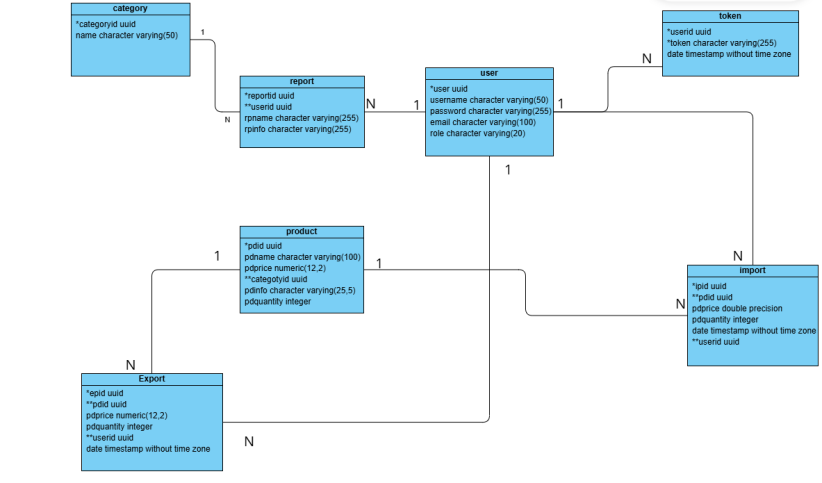 category
*categoryid uuid
name character varying(50)
token
*userid uuid
*token character varying(255)
date timestamp without time zone
1
N
report
*reportid uuid
**userid uuid
rpname character varying(255)
rpinfo character varying(255)
N
1
user
*user uuid
username character varying(50)
password character varying(255)
email character varying(100)
role character varying(20)
1
N
1
product
*pdid uuid
pdname character varying(100)
pdprice numeric(12,2)
**categotyid uuid
pdinfo character varying(25,5)
pdquantity integer
1
1
N
N
import
*ipid uuid
**pdid uuid
pdprice double precision
pdquantity integer
date timestamp without time zone
**userid uuid
N
Export
*epid uuid
**pdid uuid
pdprice numeric(12,2)
pdquantity integer
**userid uuid
date timestamp without time zone
N